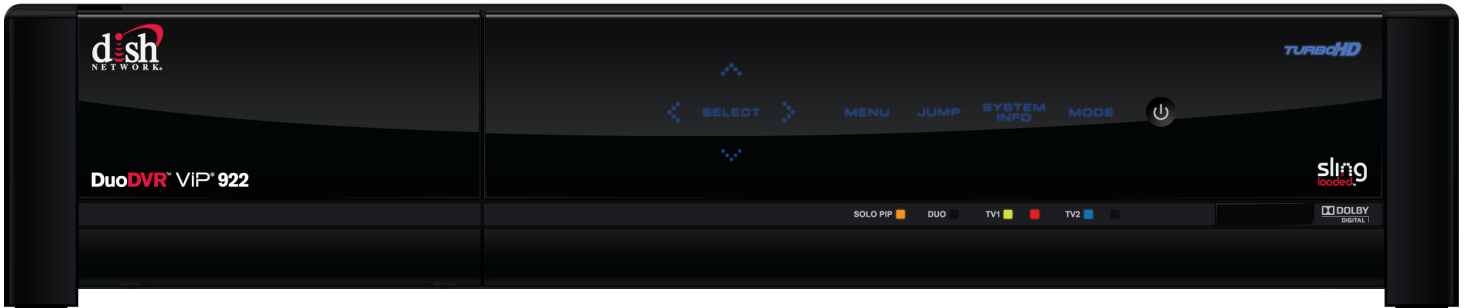 dish
NETWORK.
TURBOHD
SELECT
MENU
JUMP
SYSTEM
INFO
MODE
DuoDVR™ ViP® 922
sling
loaded.
SOLO PIP
DUO
TV1
TV2
DOLBY
DIGITAL